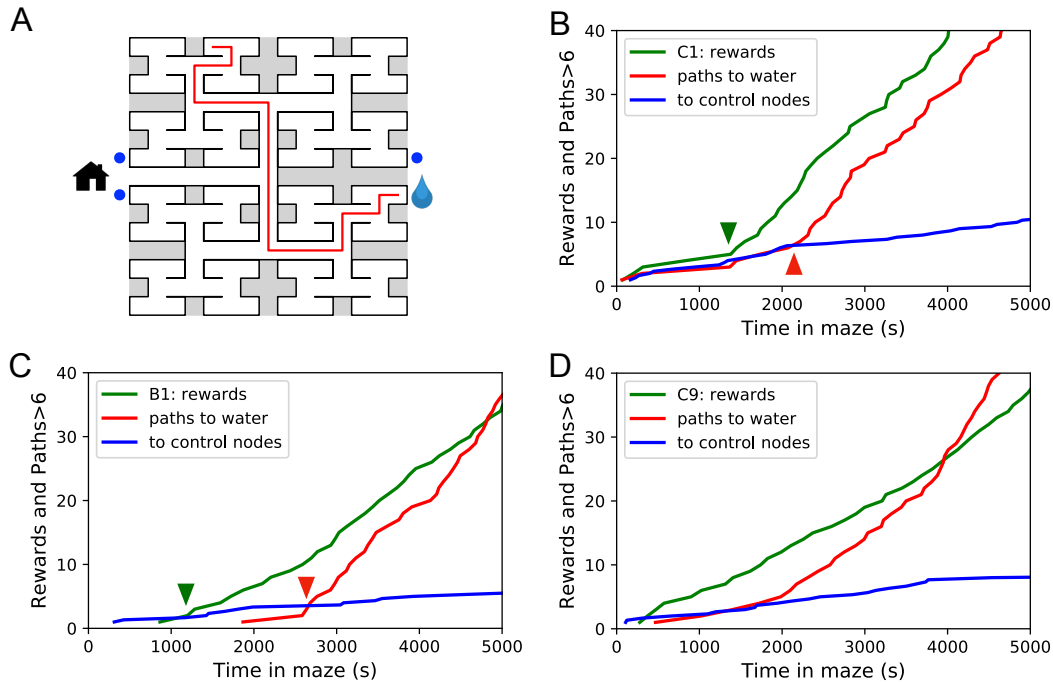 A
B
Rewards and Paths>6
40
30
20
10
0
C1: rewards
paths to water
to control nodes
0 1000 2000 3000 4000 5000
Time in maze (s)
C
Rewards and Paths>6
40
30
20
10
0
B1: rewards
paths to water
to control nodes
0 1000 2000 3000 4000 5000
Time in maze (s)
D
Rewards and Paths>6
40
30
20
10
0
C9: rewards
paths to water
to control nodes
0 1000 2000 3000 4000 5000
Time in maze (s)